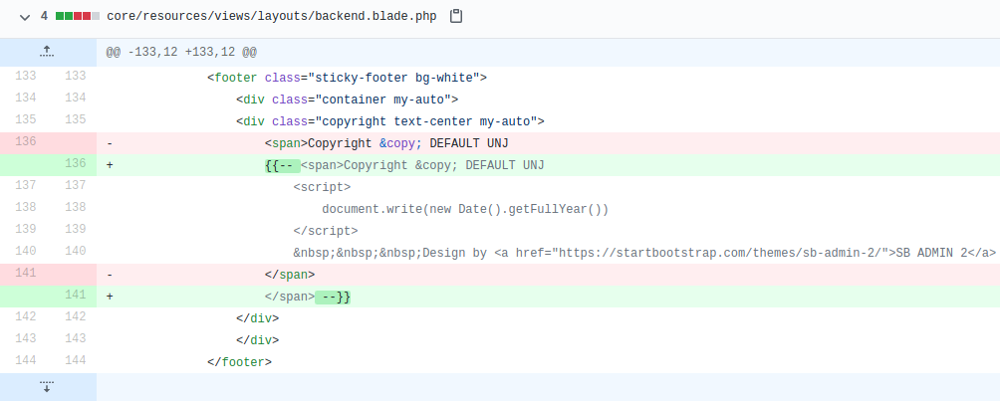 4 core/resources/views/layouts/backend.blade.php
@@ -133,12 +133,12 @@
133 133 <footer class="sticky-footer bg-white">
134 134 <div class="container my-auto">
135 135 <div class="copyright text-center my-auto">
136 - <span>Copyright &copy; DEFAULT UNJ
136 + {{-- <span>Copyright &copy; DEFAULT UNJ
137 137 <script>
138 138 document.write(new Date().getFullYear())
139 139 </script>
140 140 &nbsp;&nbsp;&nbsp;Design by <a href="https://startbootstrap.com/themes/sb-admin-2/">SB ADMIN 2</a>
141 - </span>
141 + </span> --}}
142 142 </div>
143 143 </div>
144 144 </footer>